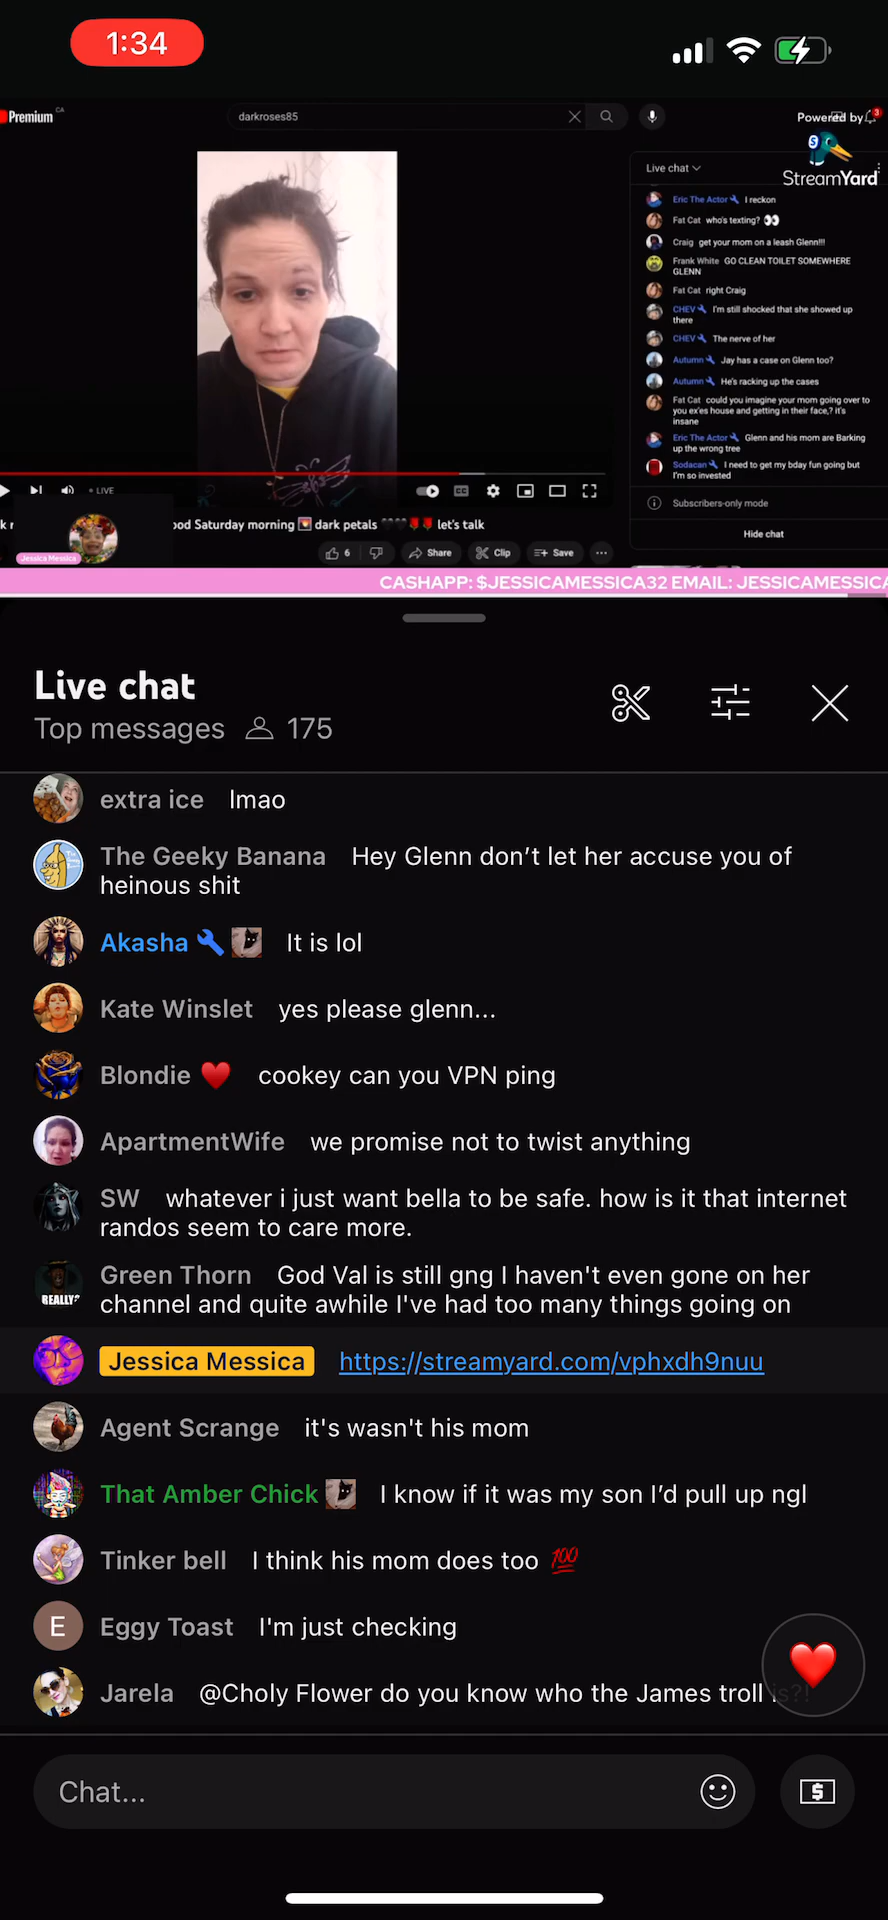 1:34
Premium CA
darkroses85
Powered by
3
StreamYard
Live chat
Eric The Actor I reckon
Fat Cat who's texting? 👀
Craig get your mom on a leash Glenn!!!
Frank White GO CLEAN TOILET SOMEWHERE
GLENN
Fat Cat right Craig
CHEV I'm still shocked that she showed up
there
CHEV The nerve of her
Autumn Jay has a case on Glenn too?
Autumn He's racking up the cases
Fat Cat could you imagine your mom going over to
you ex'es house and getting in their face,? it's
insane
Eric The Actor Glenn and his mom are Barking
up the wrong tree
Sodacan I need to get my bday fun going but
I'm so invested
Subscribers-only mode
Hide chat
LIVE
CC
ood Saturday morning 🌅 dark petals 🖤🖤🌹🌹 let's talk
Jessica Messica
6
Share
Clip
Save
CASHAPP: $JESSICAMESSICA32 EMAIL: JESSICAMESSICA
Live chat
Top messages 175
extra ice lmao
The Geeky Banana Hey Glenn don’t let her accuse you of
heinous shit
Akasha It is lol
Kate Winslet yes please glenn...
Blondie ♥️ cookey can you VPN ping
ApartmentWife we promise not to twist anything
SW whatever i just want bella to be safe. how is it that internet
randos seem to care more.
REALLY?
Green Thorn God Val is still gng I haven't even gone on her
channel and quite awhile I've had too many things going on
Jessica Messica https://streamyard.com/vphxdh9nuu
Agent Scrange it's wasn't his mom
That Amber Chick I know if it was my son I’d pull up ngl
Tinker bell I think his mom does too 💯
E
Eggy Toast I'm just checking
Jarela @Choly Flower do you know who the James troll is?!
Chat...